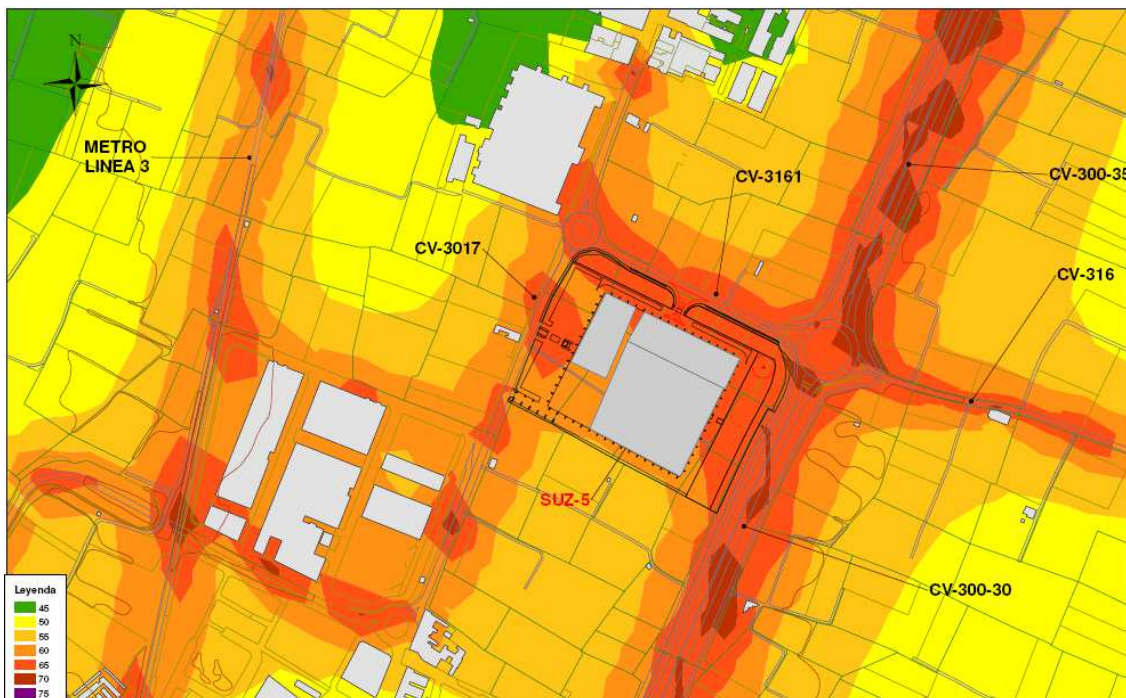 N
METRO
LINEA 3
CV-3161
CV-300-35
CV-3017
CV-316
SUZ-5
CV-300-30
Leyenda
45
50
55
60
65
70
75